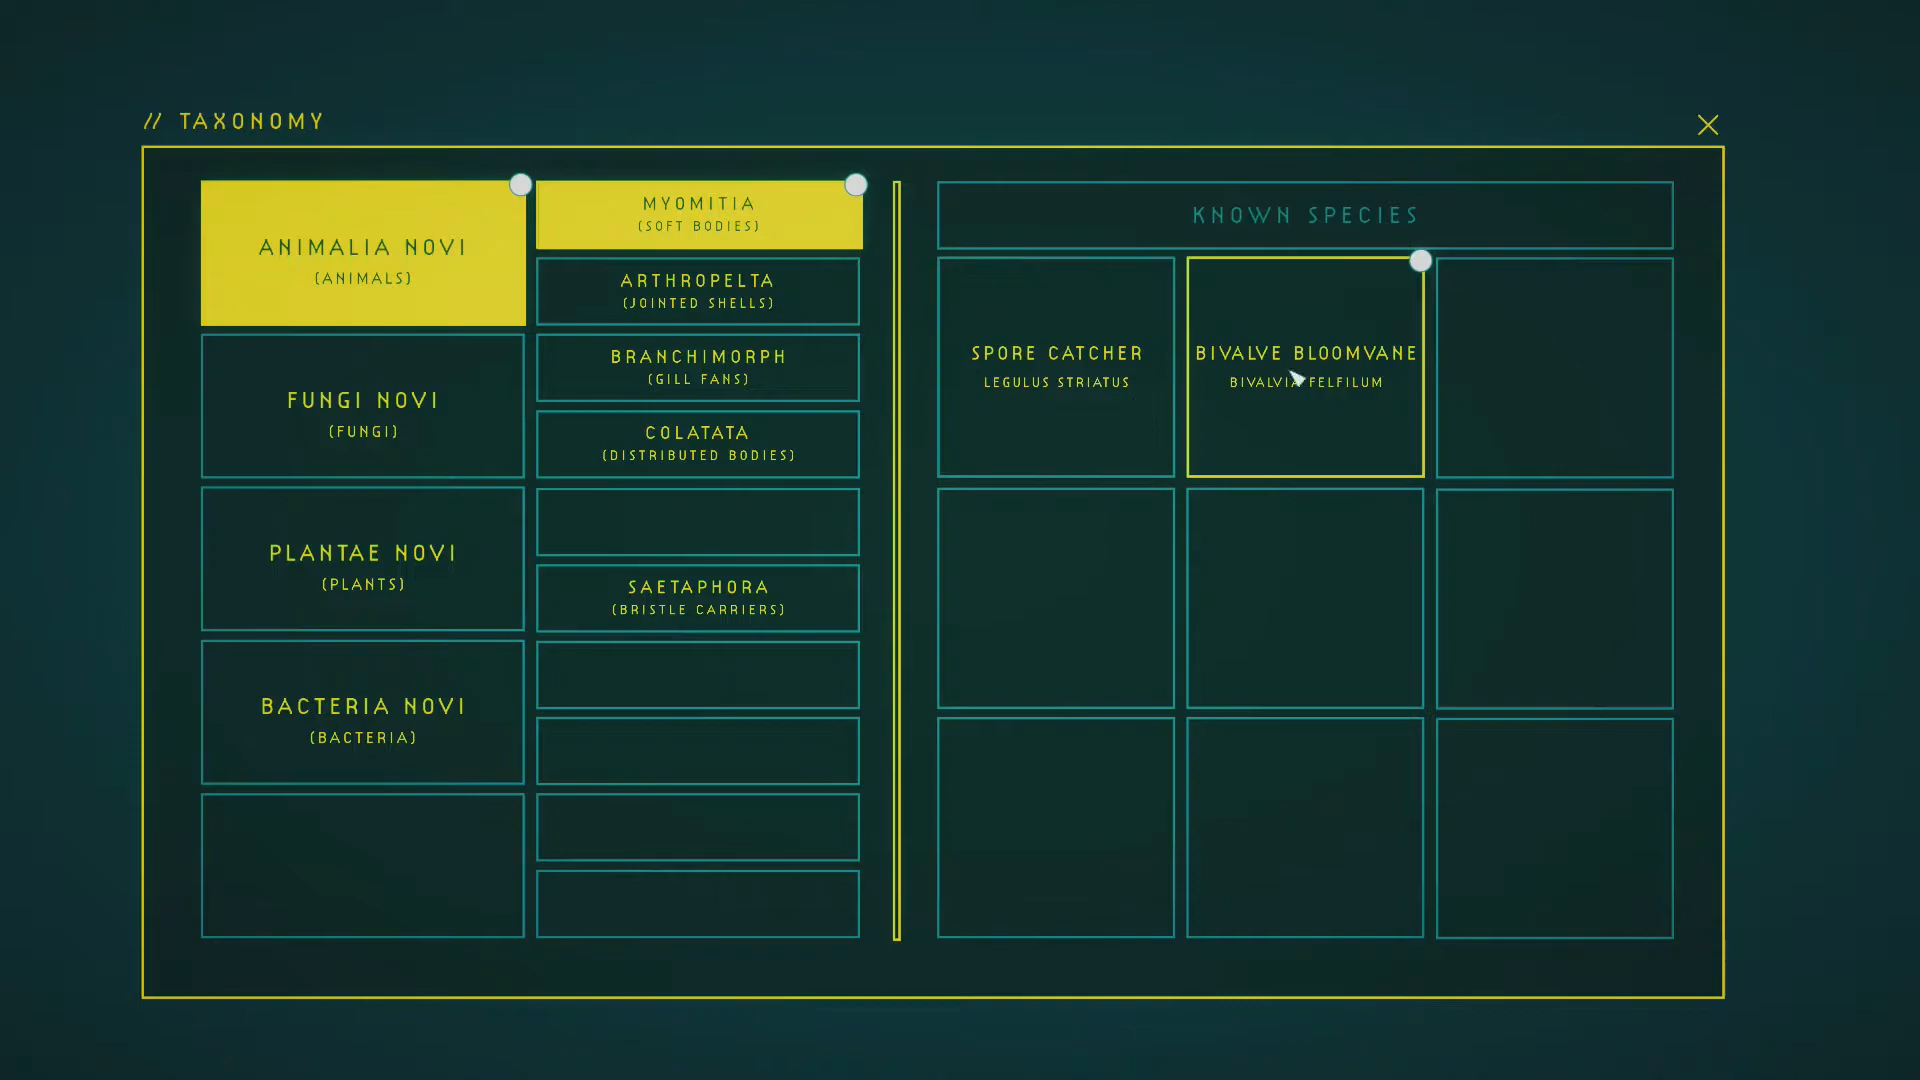 // TAXONOMY
ANIMALIA NOVI
(ANIMALS)
FUNGI NOVI
(FUNGI)
PLANTAE NOVI
(PLANTS)
BACTERIA NOVI
(BACTERIA)
MYOMITIA
(SOFT BODIES)
ARTHROPELTA
(JOINTED SHELLS)
BRANCHIMORPH
(GILL FANS)
COLATATA
(DISTRIBUTED BODIES)
SAETAPHORA
(BRISTLE CARRIERS)
KNOWN SPECIES
SPORE CATCHER
LEGULUS STRIATUS
BIVALVE BLOOMVANE
BIVALVIA FELFILUM